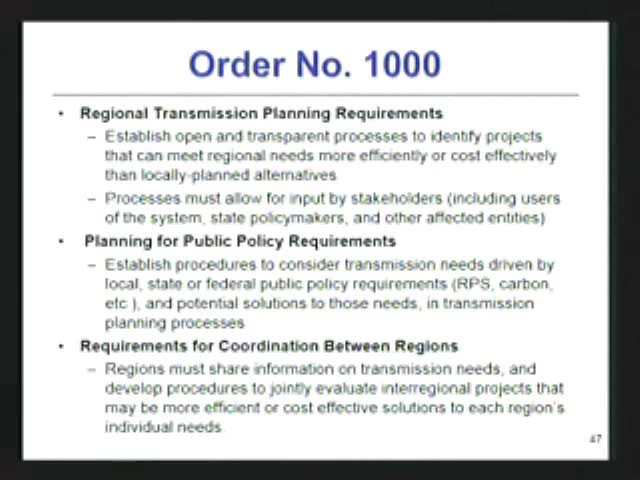 Order No. 1000
• Regional Transmission Planning Requirements
– Establish open and transparent processes to identify projects
that can meet regional needs more efficiently or cost effectively
than locally-planned alternatives
– Processes must allow for input by stakeholders (including users
of the system, state policymakers, and other affected entities)
• Planning for Public Policy Requirements
– Establish procedures to consider transmission needs driven by
local, state or federal public policy requirements (RPS, carbon,
etc ), and potential solutions to those needs, in transmission
planning processes
• Requirements for Coordination Between Regions
– Regions must share information on transmission needs, and
develop procedures to jointly evaluate interregional projects that
may be more efficient or cost effective solutions to each region's
individual needs
47